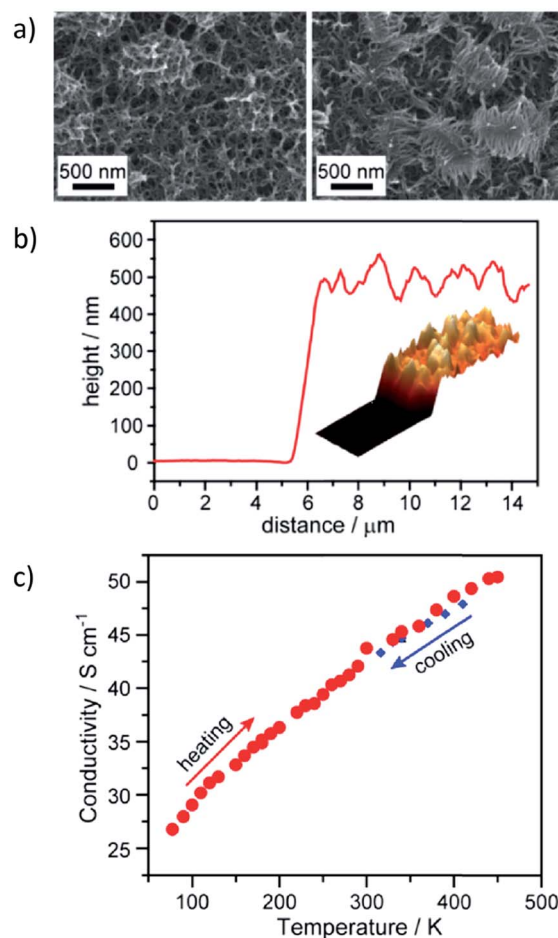 a)
500 nm
500 nm
b)
height / nm
600
500
400
300
200
100
0
0 2 4 6 8 10 12 14
distance / μm
c)
Conductivity / S cm⁻¹
50
45
40
35
30
25
heating
cooling
100 200 300 400 500
Temperature / K